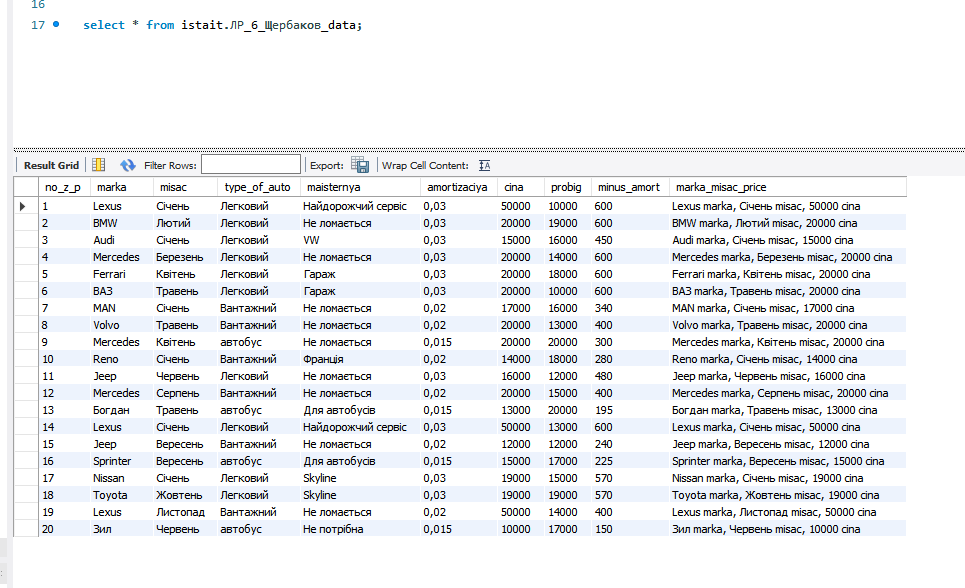 16
17 select * from istait.ЛР_6_Щербаков_data;
Result Grid Filter Rows: Export: Wrap Cell Content: IA
no_z_p marka misac type_of_auto maisternya amortizaciya cina probig minus_amort marka_misac_price
1 Lexus Січень Легковий Найдорожчий сервіс 0,03 50000 10000 600 Lexus marka, Січень misac, 50000 cina
2 BMW Лютий Легковий Не ломається 0,03 20000 19000 600 BMW marka, Лютий misac, 20000 cina
3 Audi Січень Легковий VW 0,03 15000 16000 450 Audi marka, Січень misac, 15000 cina
4 Mercedes Березень Легковий Не ломається 0,03 20000 14000 600 Mercedes marka, Березень misac, 20000 cina
5 Ferrari Квітень Легковий Гараж 0,03 20000 18000 600 Ferrari marka, Квітень misac, 20000 cina
6 ВАЗ Травень Легковий Гараж 0,03 20000 10000 600 ВАЗ marka, Травень misac, 20000 cina
7 MAN Січень Вантажний Не ломається 0,02 17000 16000 340 MAN marka, Січень misac, 17000 cina
8 Volvo Травень Вантажний Не ломається 0,02 20000 13000 400 Volvo marka, Травень misac, 20000 cina
9 Mercedes Квітень автобус Не ломається 0,015 20000 20000 300 Mercedes marka, Квітень misac, 20000 cina
10 Reno Січень Вантажний Франція 0,02 14000 18000 280 Reno marka, Січень misac, 14000 cina
11 Jeep Червень Легковий Не ломається 0,03 16000 12000 480 Jeep marka, Червень misac, 16000 cina
12 Mercedes Серпень Вантажний Не ломається 0,02 20000 15000 400 Mercedes marka, Серпень misac, 20000 cina
13 Богдан Травень автобус Для автобусів 0,015 13000 20000 195 Богдан marka, Травень misac, 13000 cina
14 Lexus Січень Легковий Найдорожчий сервіс 0,03 50000 13000 600 Lexus marka, Січень misac, 50000 cina
15 Jeep Вересень Вантажний Не ломається 0,02 12000 12000 240 Jeep marka, Вересень misac, 12000 cina
16 Sprinter Вересень автобус Для автобусів 0,015 15000 17000 225 Sprinter marka, Вересень misac, 15000 cina
17 Nissan Січень Легковий Skyline 0,03 19000 15000 570 Nissan marka, Січень misac, 19000 cina
18 Toyota Жовтень Легковий Skyline 0,03 19000 19000 570 Toyota marka, Жовтень misac, 19000 cina
19 Lexus Листопад Вантажний Не ломається 0,02 50000 14000 400 Lexus marka, Листопад misac, 50000 cina
20 Зил Червень автобус Не потрібна 0,015 10000 17000 150 Зил marka, Червень misac, 10000 cina